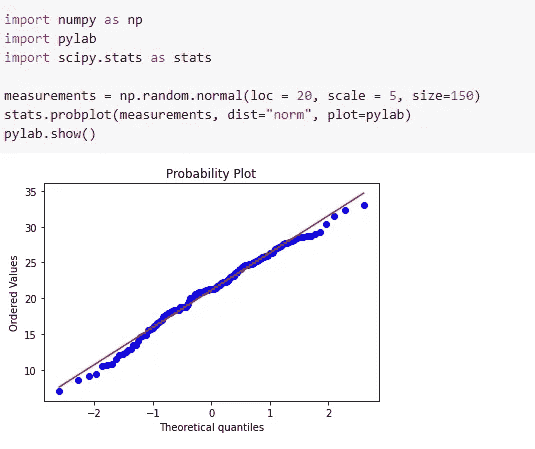 import numpy as np
import pylab
import scipy.stats as stats
measurements = np.random.normal(loc = 20, scale = 5, size=150)
stats.probplot(measurements, dist="norm", plot=pylab)
pylab.show()
Probability Plot
35
30
25
20
15
10
Ordered Values
−2
−1
0
1
2
Theoretical quantiles